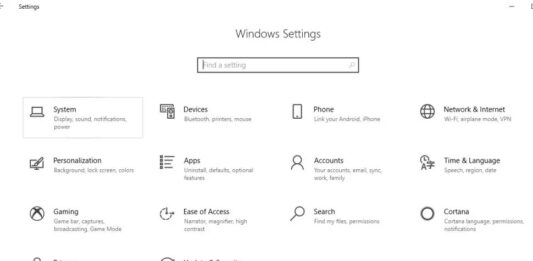 Settings
Windows Settings
Find a setting
System
Display, sound, notifications,
power
Devices
Bluetooth, printers, mouse
Phone
Link your Android, iPhone
Network & Internet
Wi-Fi, airplane mode, VPN
Personalization
Background, lock screen, colors
Apps
Uninstall, defaults, optional
features
Accounts
Your accounts, email, sync,
work, family
Time & Language
Speech, region, date
Gaming
Game bar, captures,
broadcasting, Game Mode
Ease of Access
Narrator, magnifier, high
contrast
Search
Find my files, permissions
Cortana
Cortana language, permissions,
notifications